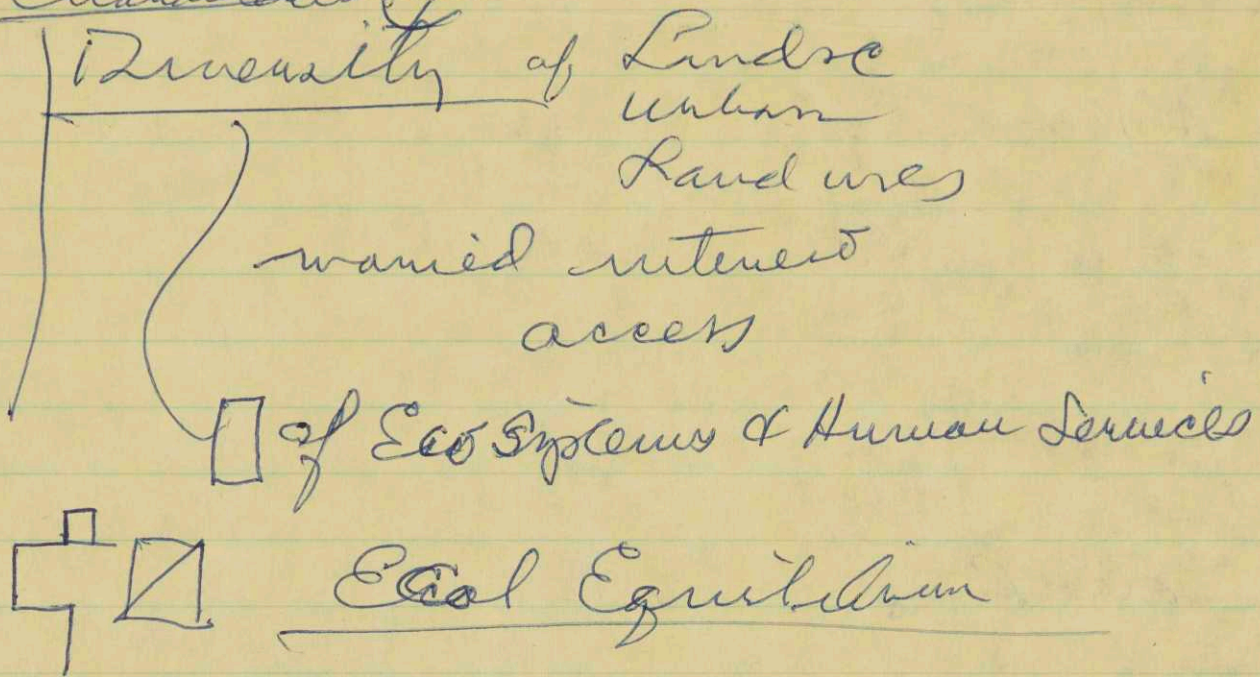 Diversity of Landsc
urban
Land uses
varied interest
access
of Eco Systems & Human Services
Ecol Equilibrium